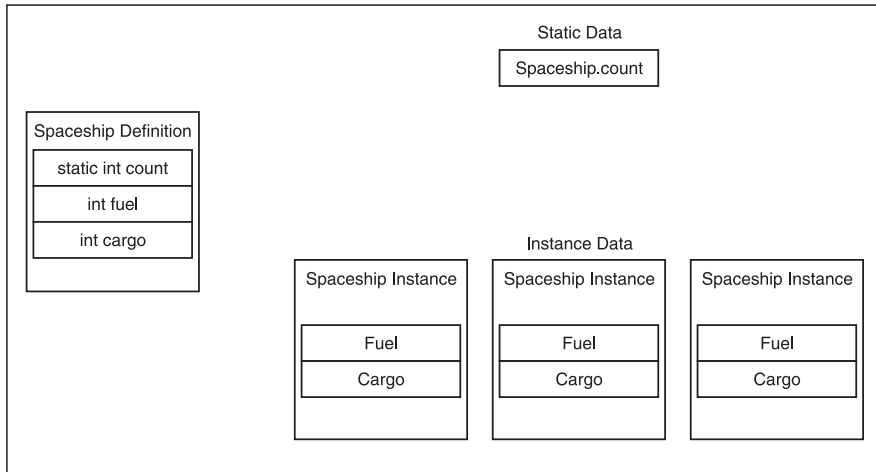 Static Data
Spaceship.count
Spaceship Definition
static int count
int fuel
int cargo
Instance Data
Spaceship Instance
Fuel
Cargo
Spaceship Instance
Fuel
Cargo
Spaceship Instance
Fuel
Cargo